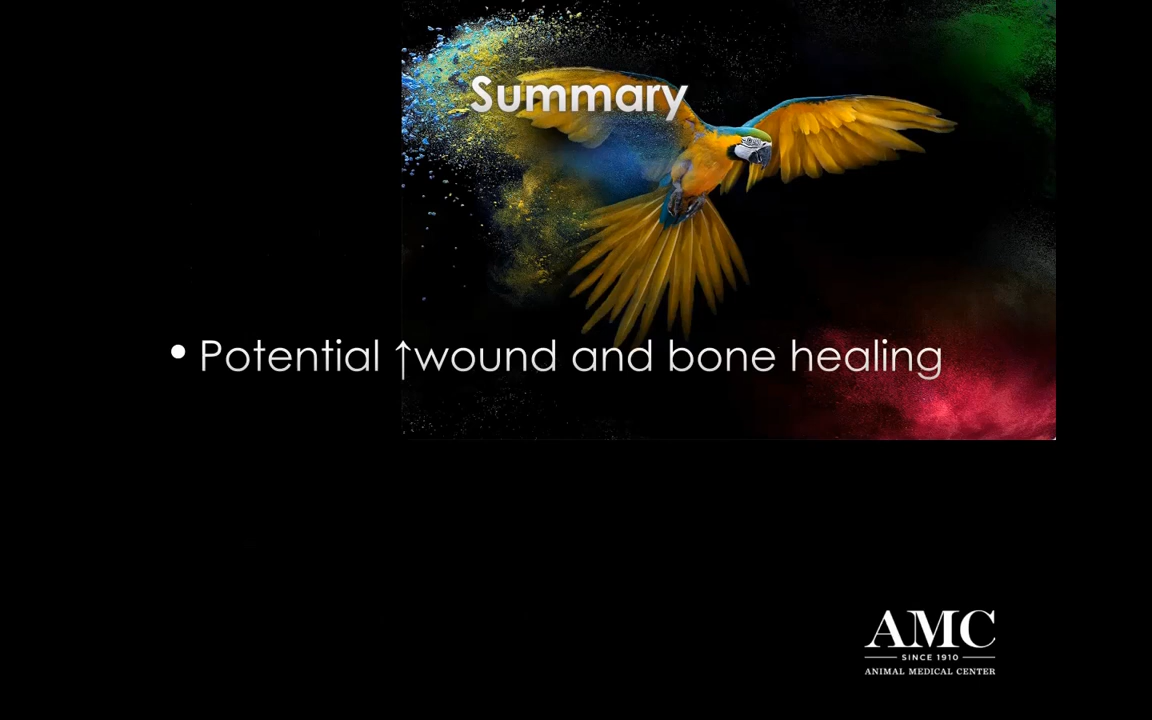 Summary
• Potential ↑wound and bone healing
AMC
SINCE 1910
ANIMAL MEDICAL CENTER